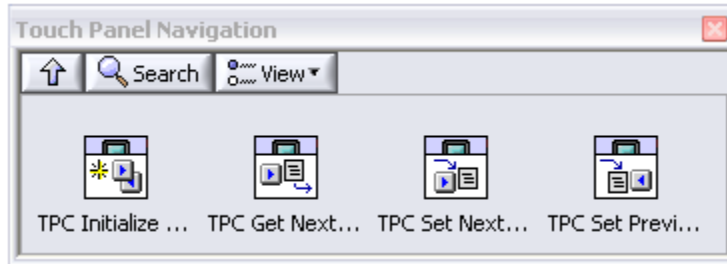 Touch Panel Navigation
Search View
TPC Initialize ... TPC Get Next... TPC Set Next... TPC Set Previ...